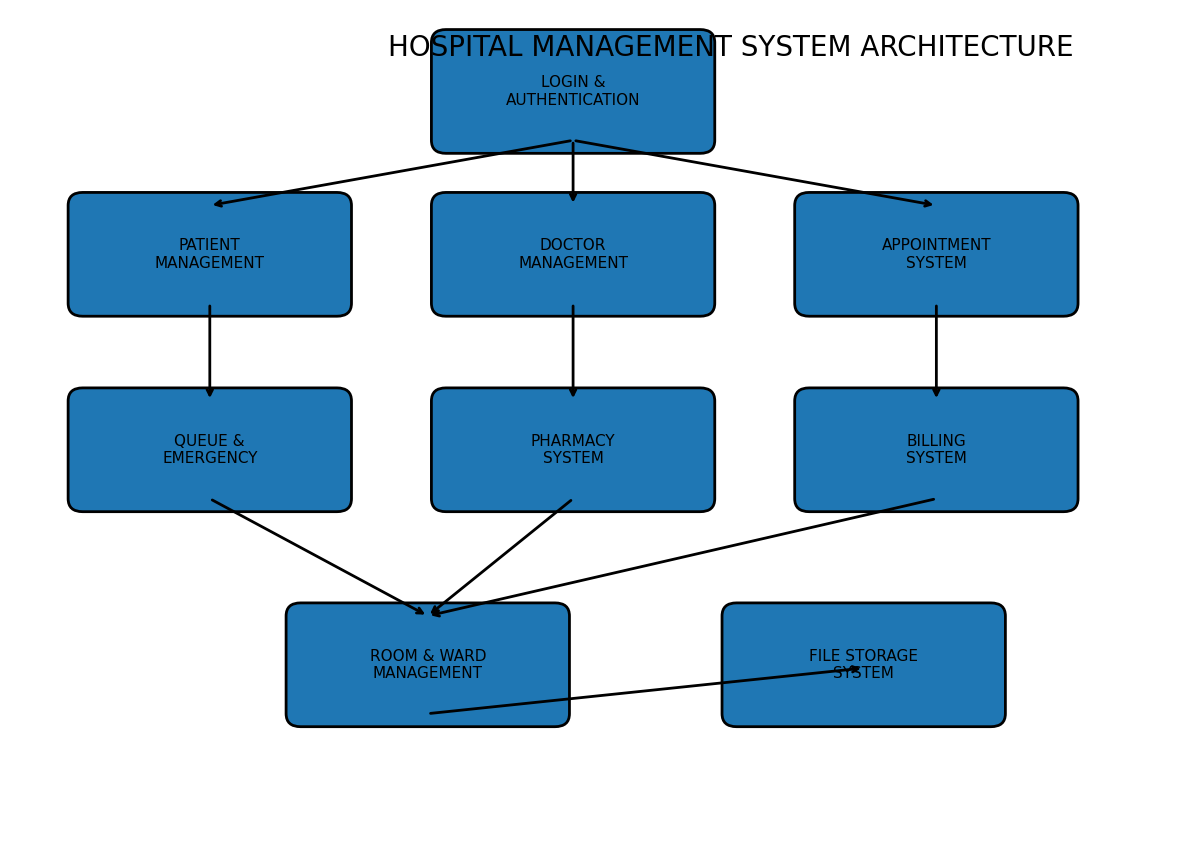 HOSPITAL MANAGEMENT SYSTEM ARCHITECTURE
LOGIN &
AUTHENTICATION
PATIENT
MANAGEMENT
DOCTOR
MANAGEMENT
APPOINTMENT
SYSTEM
QUEUE &
EMERGENCY
PHARMACY
SYSTEM
BILLING
SYSTEM
ROOM & WARD
MANAGEMENT
FILE STORAGE
SYSTEM